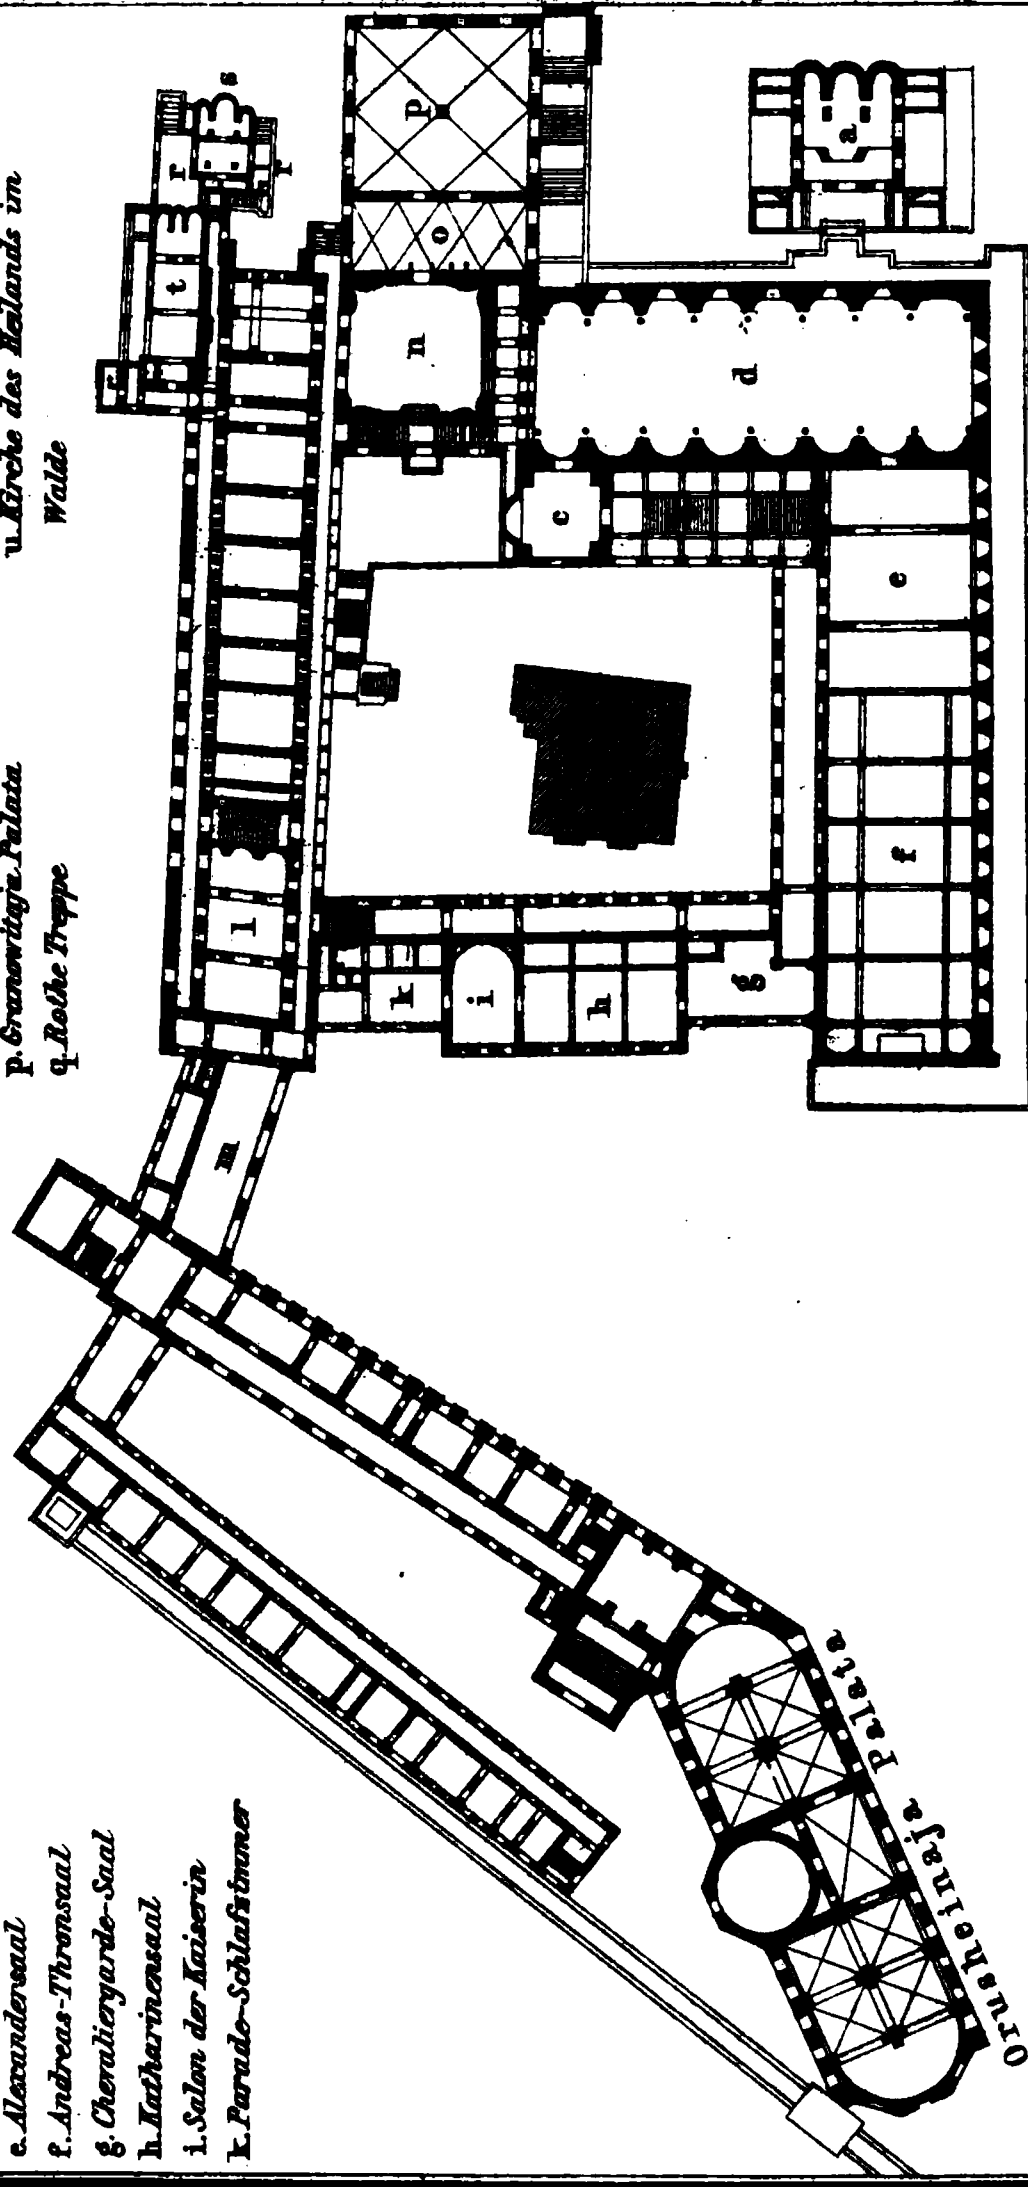 e. Alexandersaal
f. Andreas-Thronsaal
g. Chevaliergarde-Saal
h. Katharinensaal
i. Salon der Kaiserin
k. Parade-Schlafzimmer
p. Granowitaja Palata
q. Rothe Treppe
u. Kirche des Heilands im
Walde
s
r
r
t
r
p
o
n
a
d
c
e
f
l
k
i
h
g
m
Orusheinaja Palata